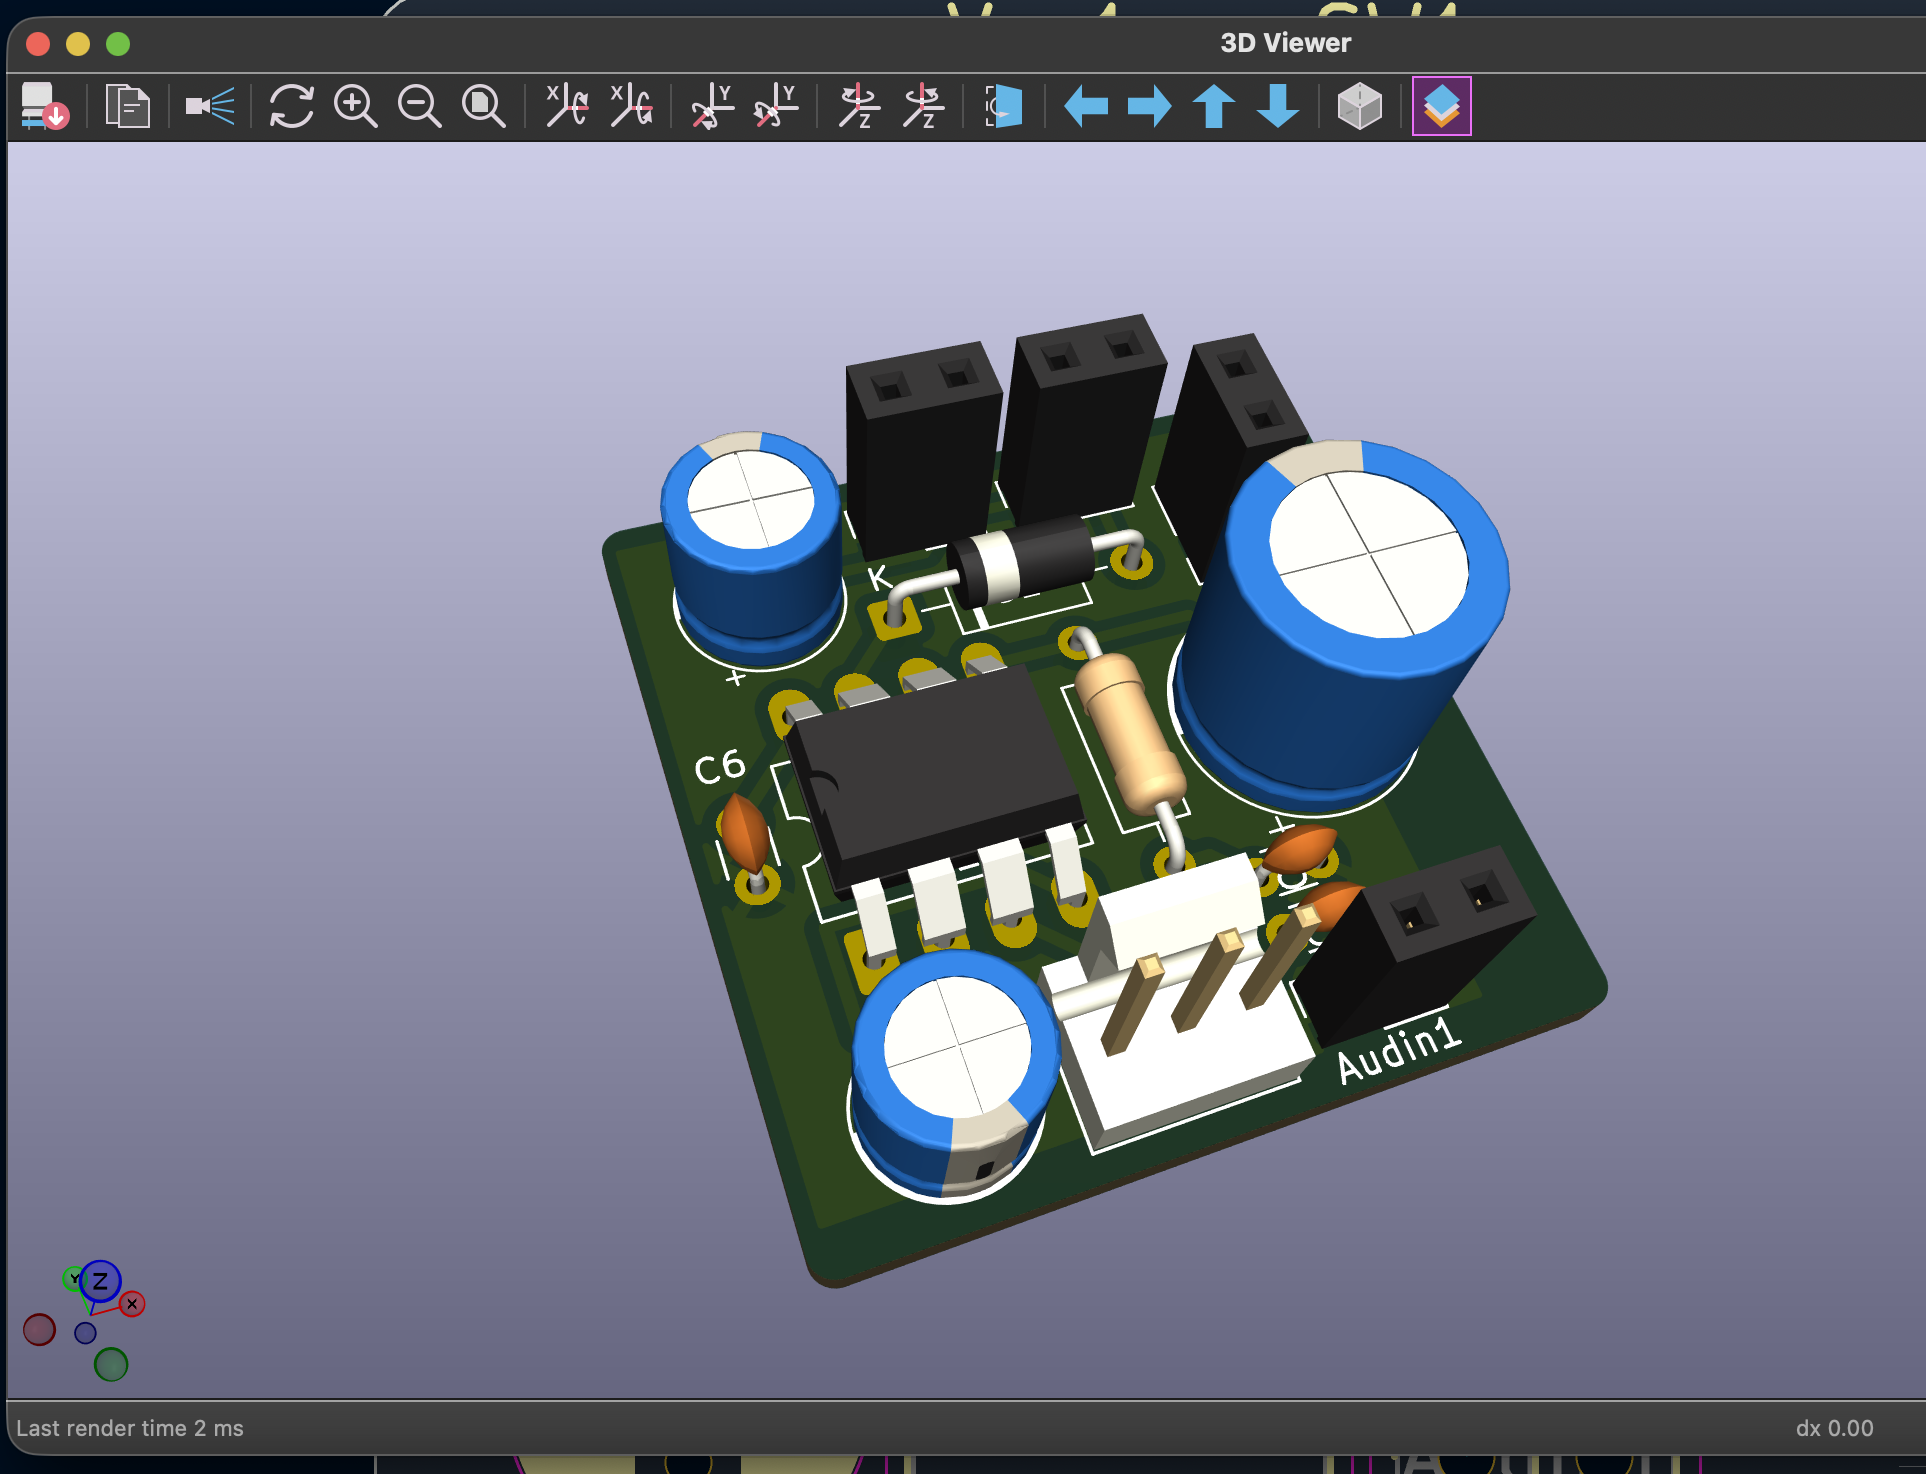 3D Viewer
X
X
Y
Y
Z
Z
K
+
C6
+
Audin1
Y
Z
X
Last render time 2 ms
dx 0.00